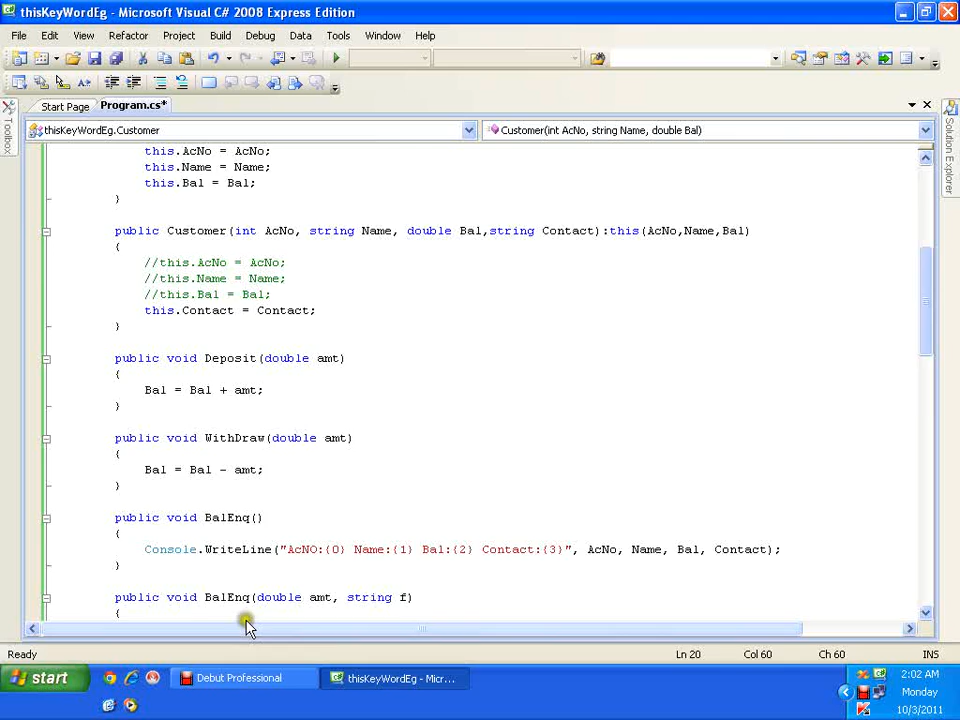 thisKeyWordEg - Microsoft Visual C# 2008 Express Edition
File Edit View Refactor Project Build Debug Data Tools Window Help
Start Page Program.cs*
Toolbox
Solution Explorer
thisKeyWordEg.Customer Customer(int AcNo, string Name, double Bal)
this.AcNo = AcNo;
this.Name = Name;
this.Bal = Bal;
}
public Customer(int AcNo, string Name, double Bal,string Contact):this(AcNo,Name,Bal)
{
//this.AcNo = AcNo;
//this.Name = Name;
//this.Bal = Bal;
this.Contact = Contact;
}
public void Deposit(double amt)
{
Bal = Bal + amt;
}
public void WithDraw(double amt)
{
Bal = Bal - amt;
}
public void BalEnq()
{
Console.WriteLine("AcNO:{0} Name:{1} Bal:{2} Contact:{3}", AcNo, Name, Bal, Contact);
}
public void BalEnq(double amt, string f)
{
Ready Ln 20 Col 60 Ch 60 INS
start Debut Professional thisKeyWordEg - Micr... 2:02 AM
Monday
10/3/2011